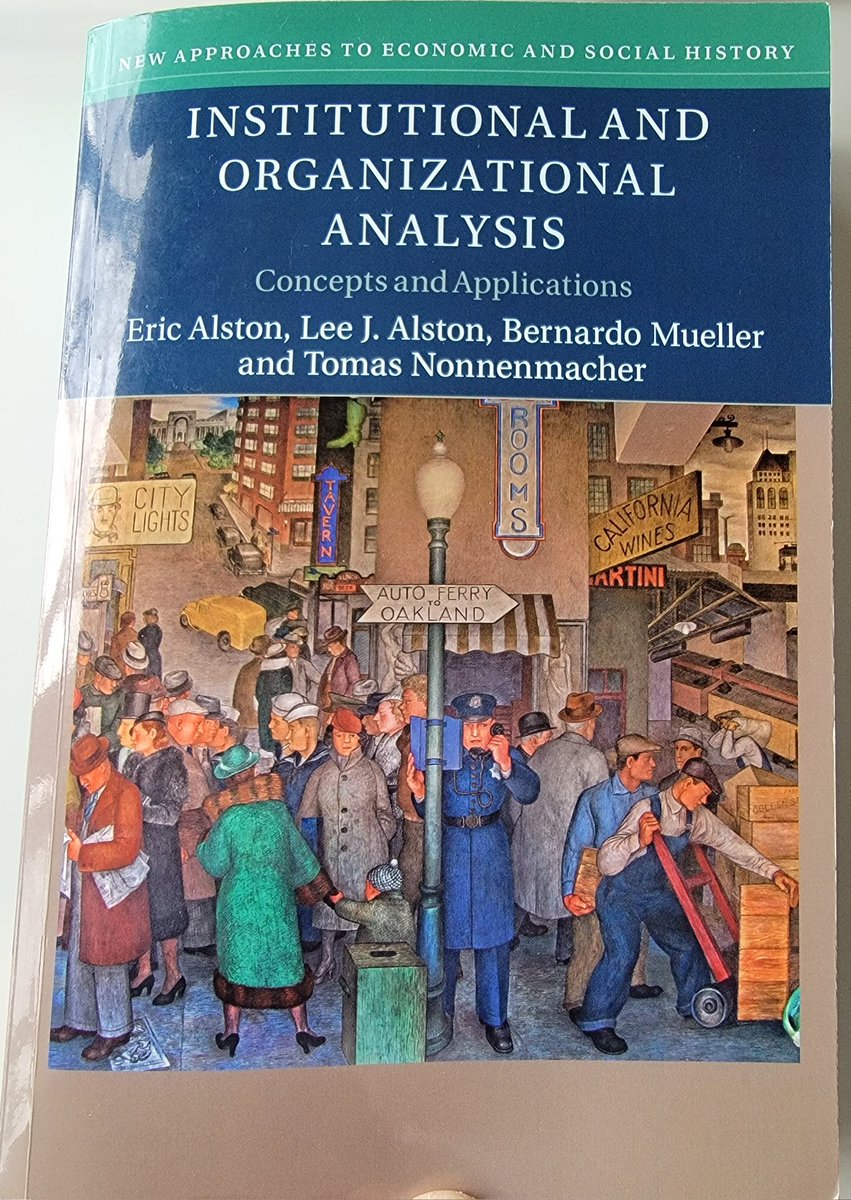 NEW APPROACHES TO ECONOMIC AND SOCIAL HISTORY
INSTITUTIONAL AND
ORGANIZATIONAL
ANALYSIS
Concepts and Applications
Eric Alston, Lee J. Alston, Bernardo Mueller
and Tomas Nonnenmacher
CITY
LIGHTS
TAVERN
ROOMS
CALIFORNIA
WINES
MARTINI
AUTO FERRY
TO
OAKLAND